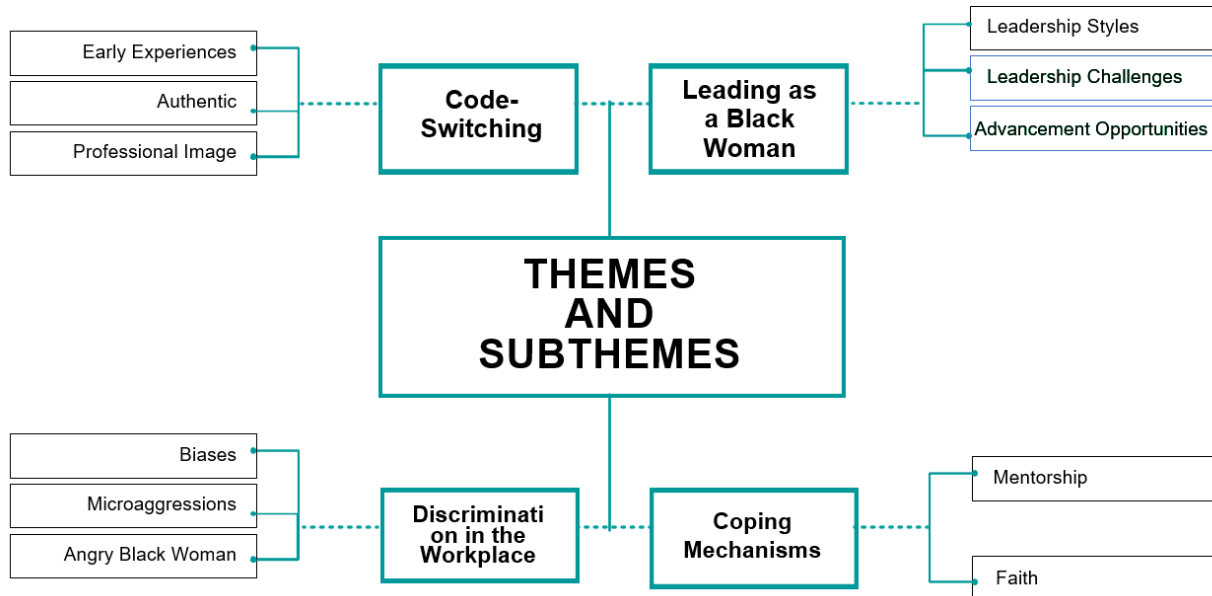 Early Experiences
Authentic
Professional Image
Code-
Switching
Leading as
a Black
Woman
Leadership Styles
Leadership Challenges
Advancement Opportunities
THEMES
AND
SUBTHEMES
Biases
Microaggressions
Angry Black Woman
Discriminati
on in the
Workplace
Coping
Mechanisms
Mentorship
Faith